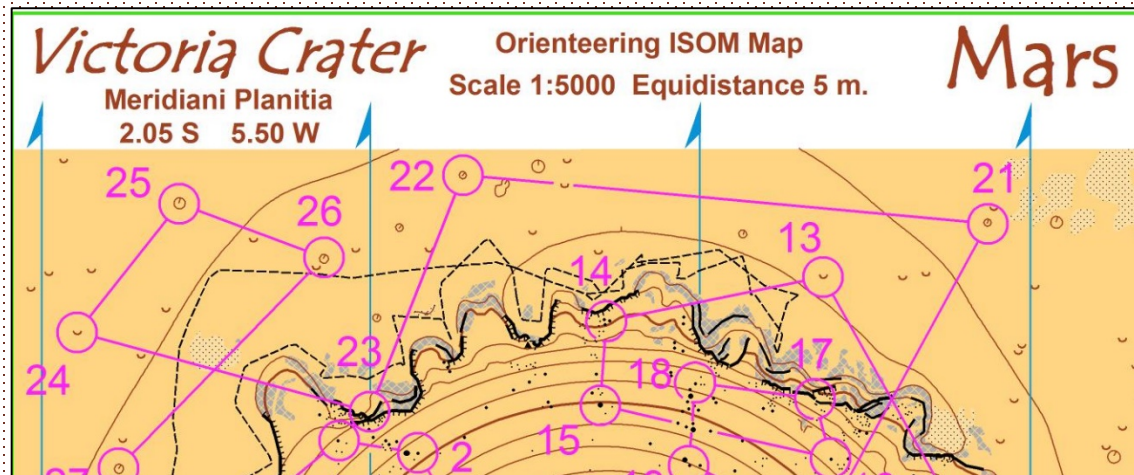 Victoria Crater
Orienteering ISOM Map
Mars
Scale 1:5000 Equidistance 5 m.
Meridiani Planitia
2.05 S 5.50 W
25
22
21
26
13
14
23
24
18
17
15
2